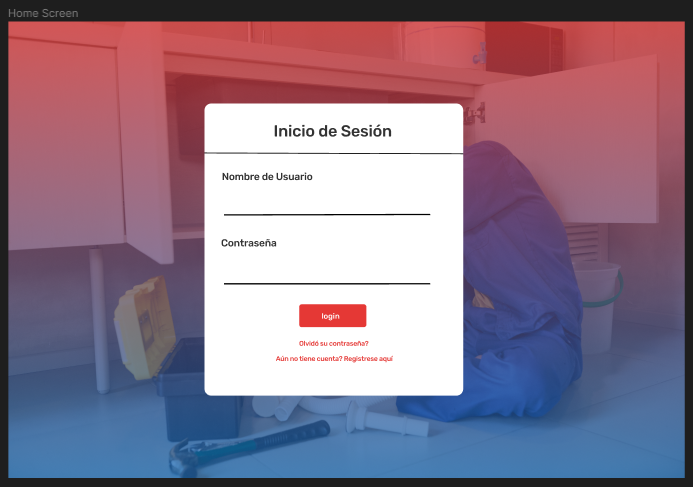 Home Screen
Inicio de Sesión
Nombre de Usuario
Contraseña
login
Olvidó su contraseña?
Aún no tiene cuenta? Registrese aquí